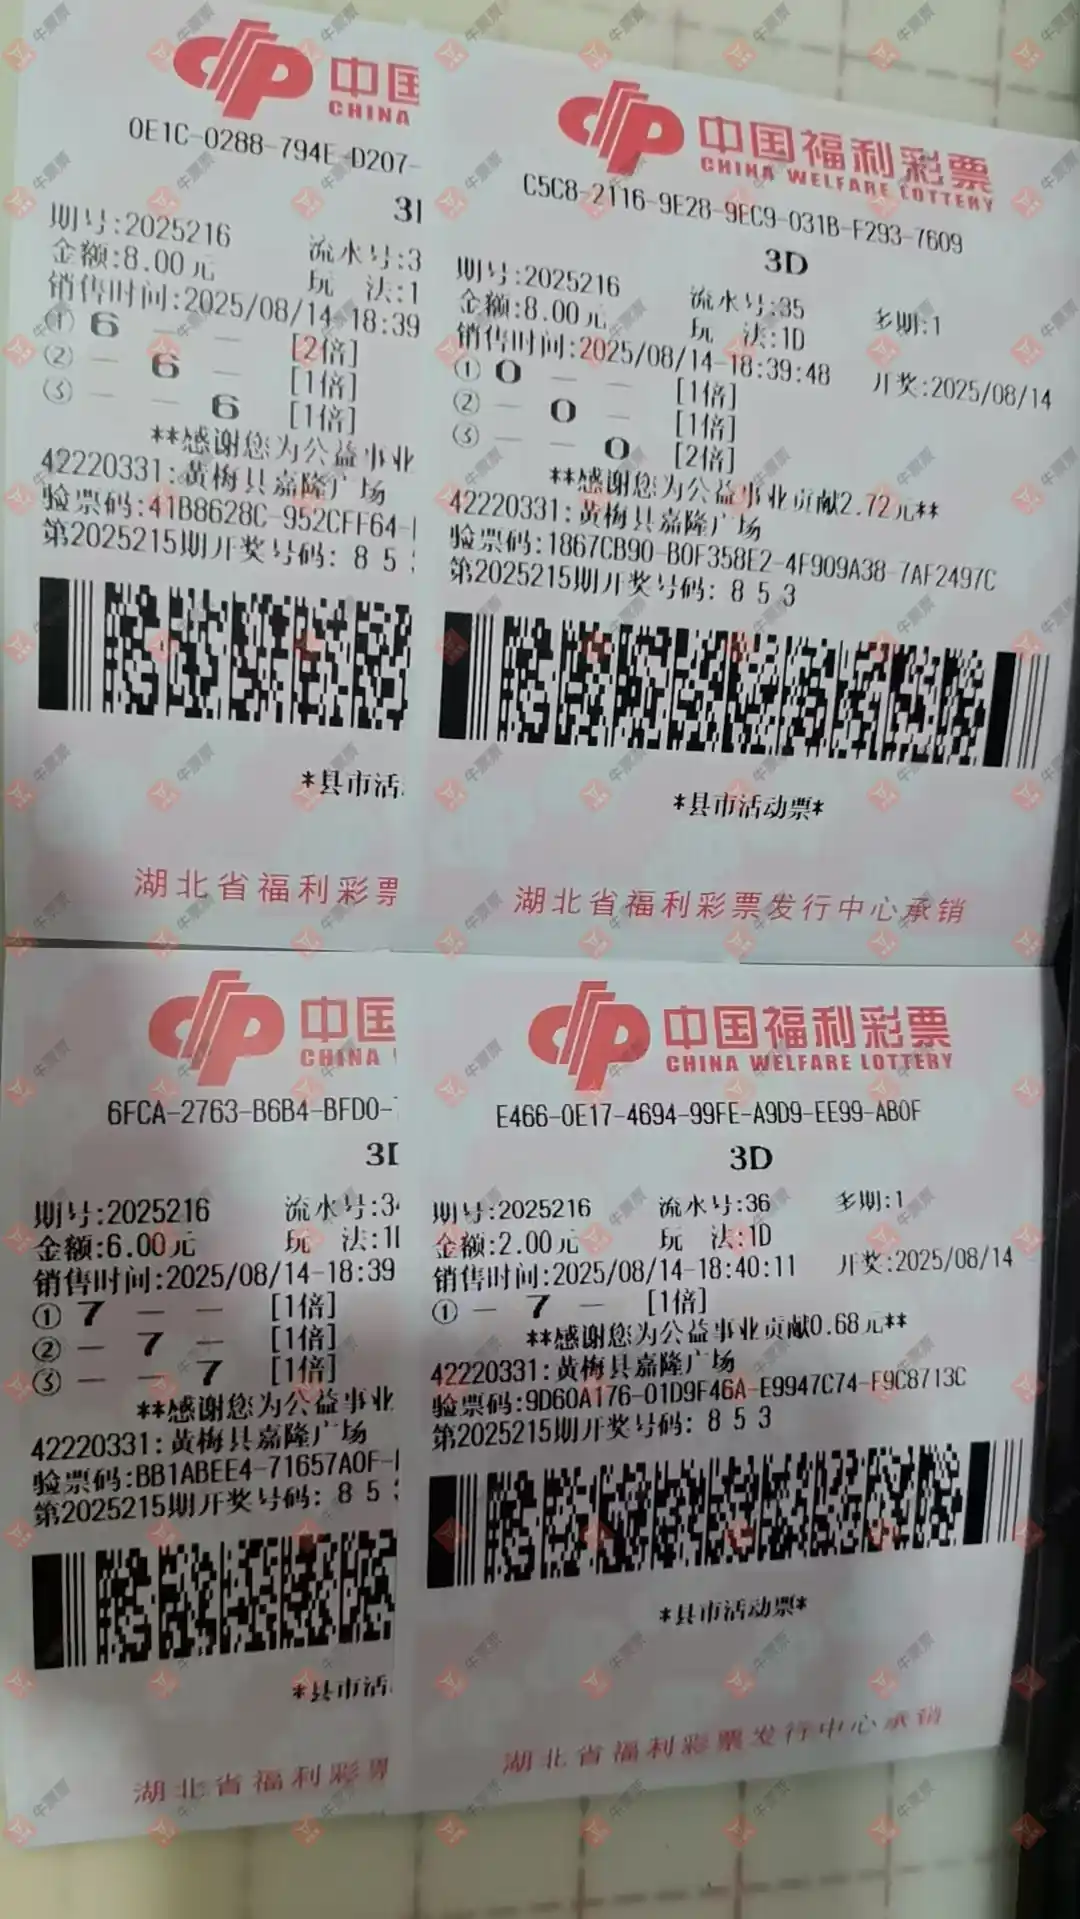 中国
CHINA
0E1C-0288-794E-D207-
期号:2025216
流水号:3
金额:8.00元
玩 法:1
销售时间:2025/08/14-18:39
① 6 — — [2倍]
② — 6 — [1倍]
③ — — 6 [1倍]
**感谢您为公益事业
42220331:黄梅县嘉隆广场
验票码:41B8628C-952CFF64-
第2025215期开奖号码: 8 5
*县市活
湖北省福利彩票
中国福利彩票
CHINA WELFARE LOTTERY
C5C8-2116-9E28-9EC9-031B-F293-7609
3D
期号:2025216 流水号:35 多期:1
金额:8.00元 玩 法:1D
销售时间:2025/08/14-18:39:48 开奖:2025/08/14
① 0 — — [1倍]
② — 0 — [1倍]
③ — — 0 [2倍]
**感谢您为公益事业贡献2.72元**
42220331:黄梅县嘉隆广场
验票码:1867CB90-B0F358E2-4F909A38-7AF2497C
第2025215期开奖号码: 8 5 3
*县市活动票*
湖北省福利彩票发行中心承销
中国
CHINA
6FCA-2763-B6B4-BFD0-
期号:2025216 流水号:34
金额:6.00元 玩 法:1
销售时间:2025/08/14-18:39
① 7 — — [1倍]
② — 7 — [1倍]
③ — — 7 [1倍]
**感谢您为公益事业
42220331:黄梅县嘉隆广场
验票码:BB1ABEE4-71657A0F-
第2025215期开奖号码: 8 5
*县市活
湖北省福利彩票
中国福利彩票
CHINA WELFARE LOTTERY
E466-0E17-4694-99FE-A9D9-EE99-AB0F
3D
期号:2025216 流水号:36 多期:1
金额:2.00元 玩 法:1D
销售时间:2025/08/14-18:40:11 开奖:2025/08/14
① — 7 — [1倍]
**感谢您为公益事业贡献0.68元**
42220331:黄梅县嘉隆广场
验票码:9D60A176-01D9F46A-E9947C74-F9C8713C
第2025215期开奖号码: 8 5 3
*县市活动票*
湖北省福利彩票发行中心承销